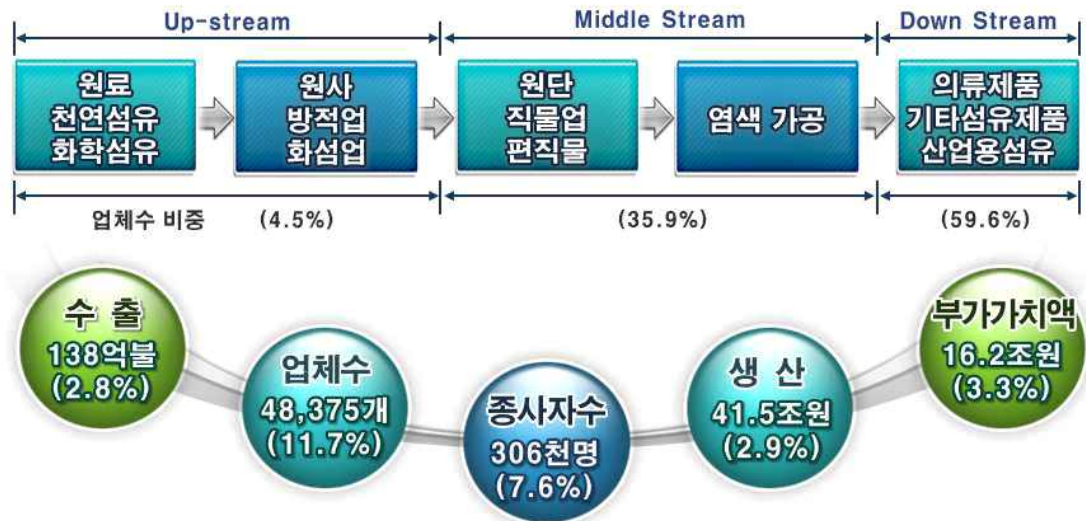 Up-stream
Middle Stream
Down Stream
원료
천연섬유
화학섬유
원사
방적업
화섬업
원단
직물업
편직물
염색 가공
의류제품
기타섬유제품
산업용섬유
업체수 비중
(4.5%)
(35.9%)
(59.6%)
수 출
138억불
(2.8%)
업체수
48,375개
(11.7%)
종사자수
306천명
(7.6%)
생 산
41.5조원
(2.9%)
부가가치액
16.2조원
(3.3%)